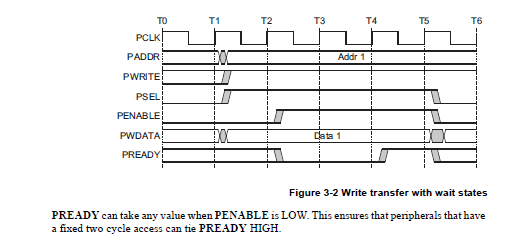 T0 T1 T2 T3 T4 T5 T6
PCLK
PADDR Addr 1
PWRITE
PSEL
PENABLE
PWDATA Data 1
PREADY
Figure 3-2 Write transfer with wait states
PREADY can take any value when PENABLE is LOW. This ensures that peripherals that have
a fixed two cycle access can tie PREADY HIGH.